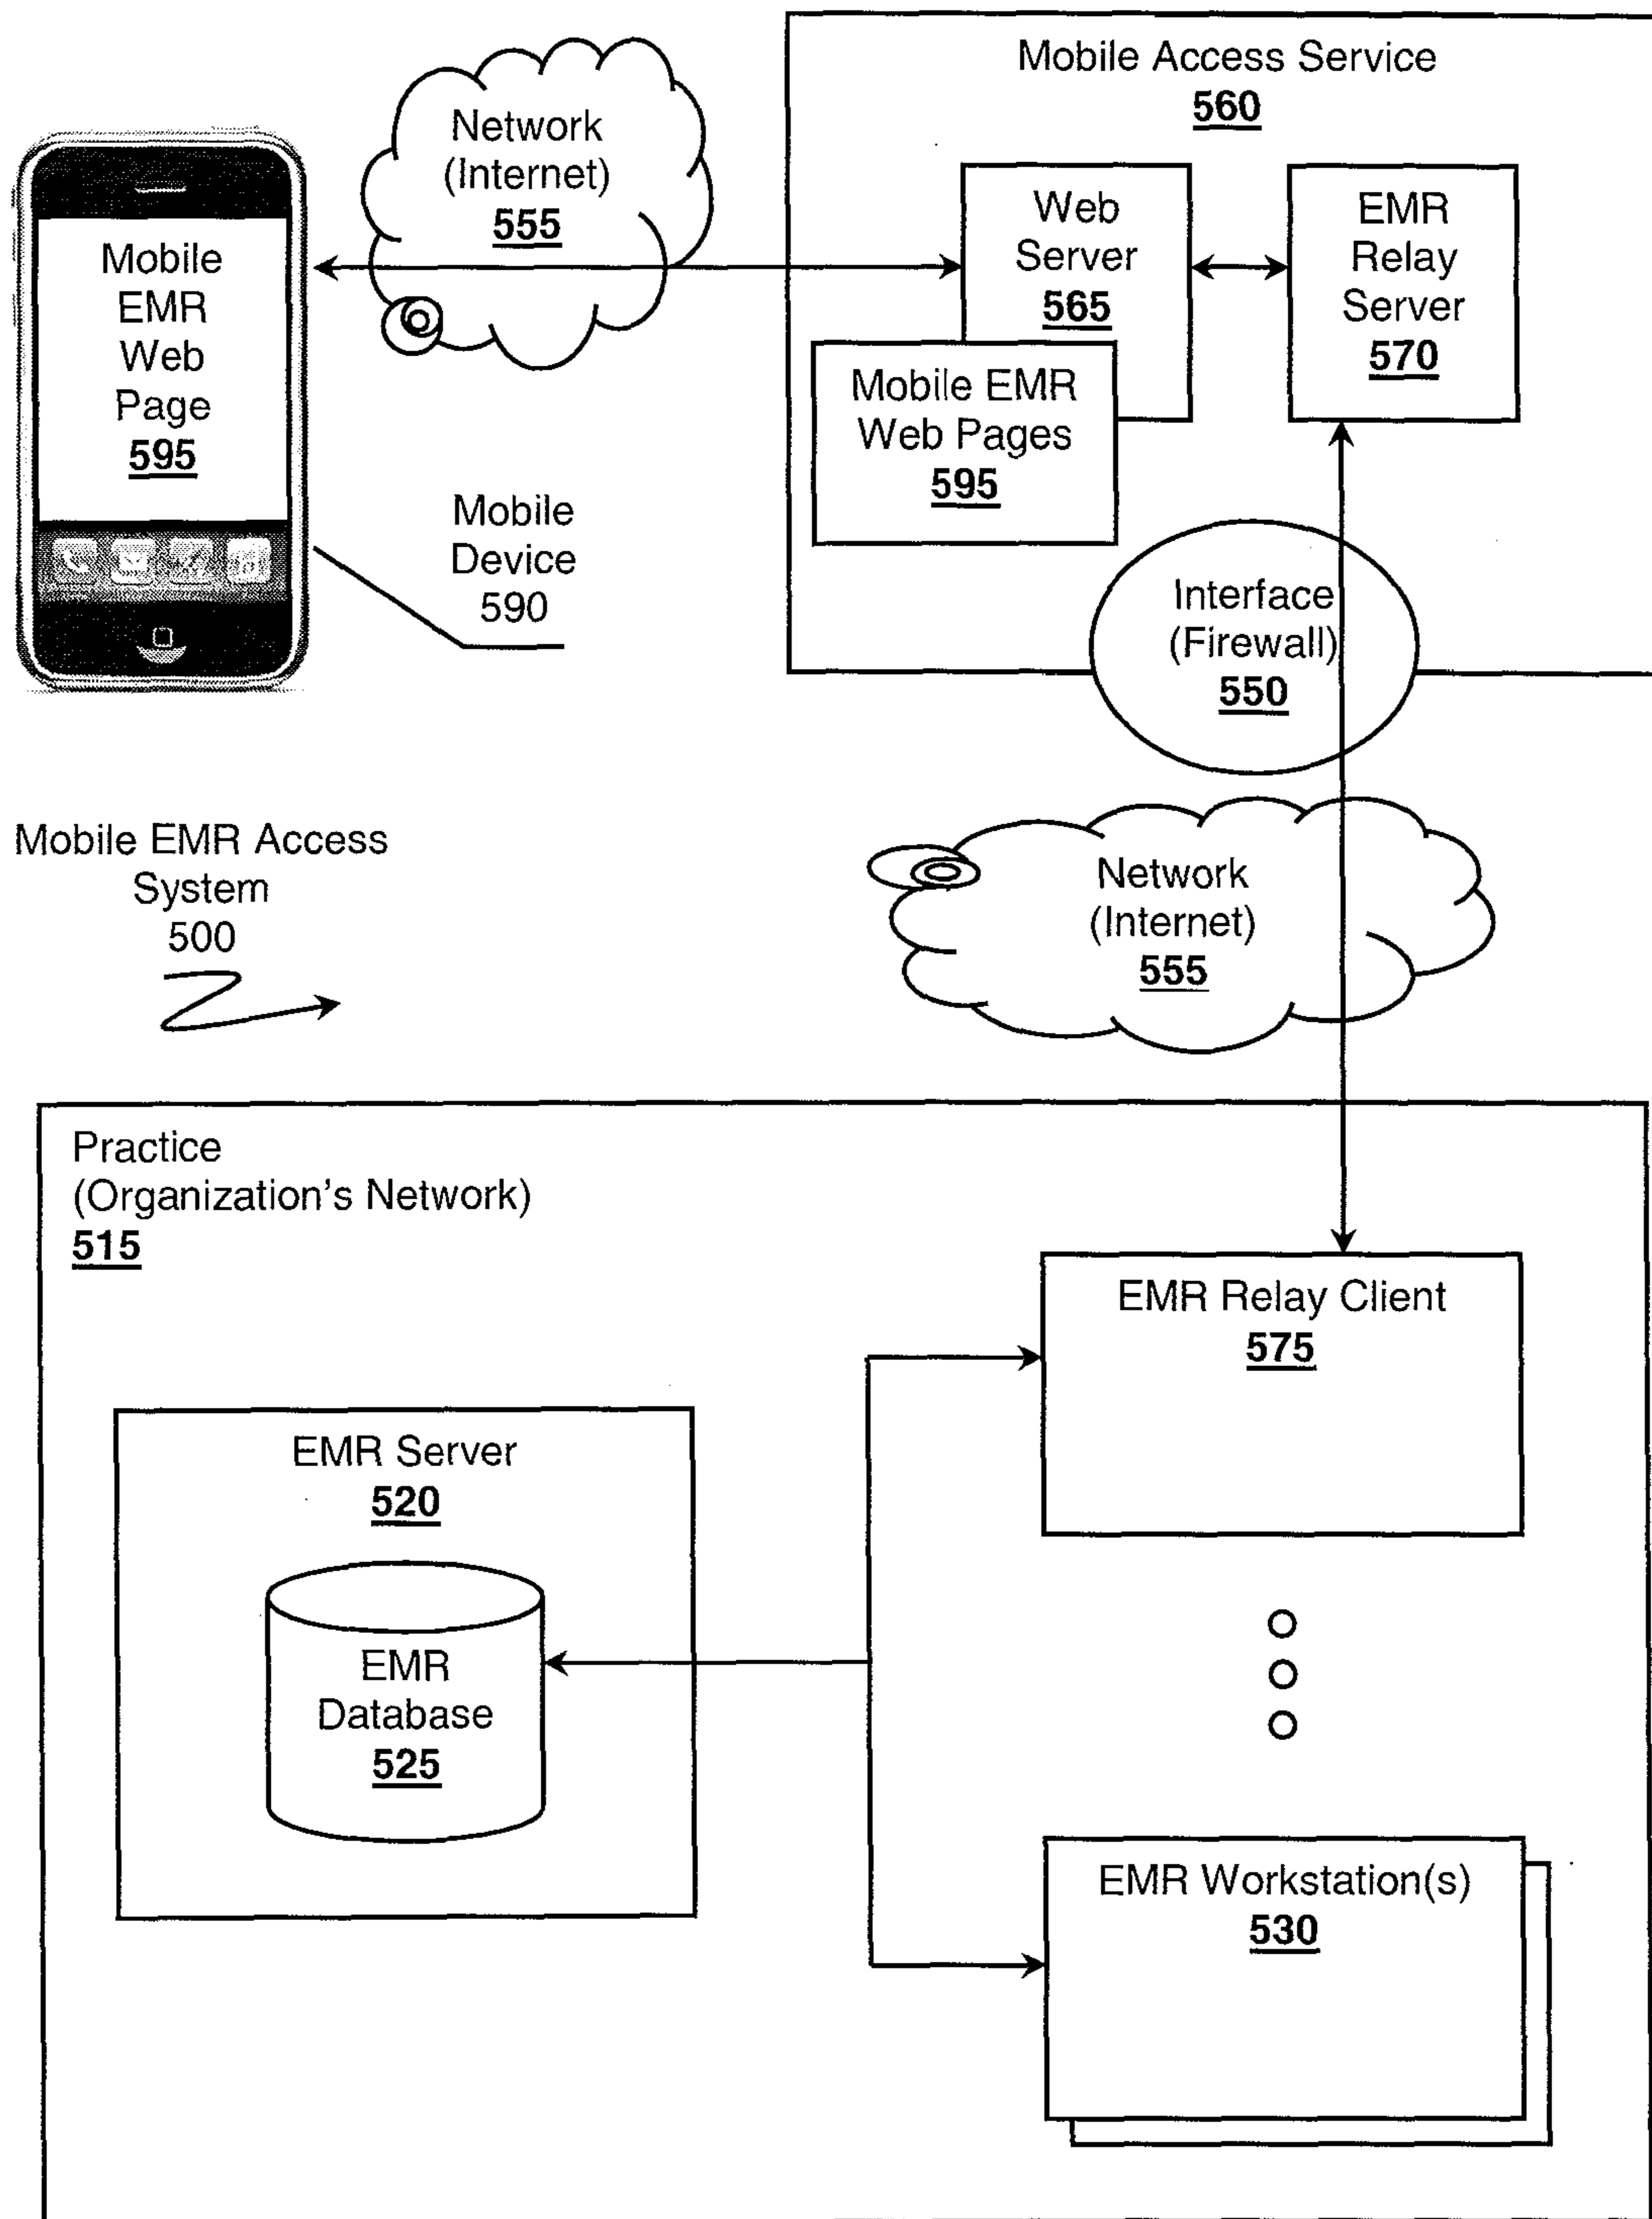 Mobile Access Service
560
Network
(Internet)
555
Web
Server
565
EMR
Relay
Server
570
Mobile
EMR
Web
Page
595
Mobile EMR
Web Pages
595
Mobile
Device
590
Interface
(Firewall)
550
Mobile EMR Access
System
500
Network
(Internet)
555
Practice
(Organization's Network)
515
EMR Relay Client
575
EMR Server
520
EMR
Database
525
EMR Workstation(s)
530